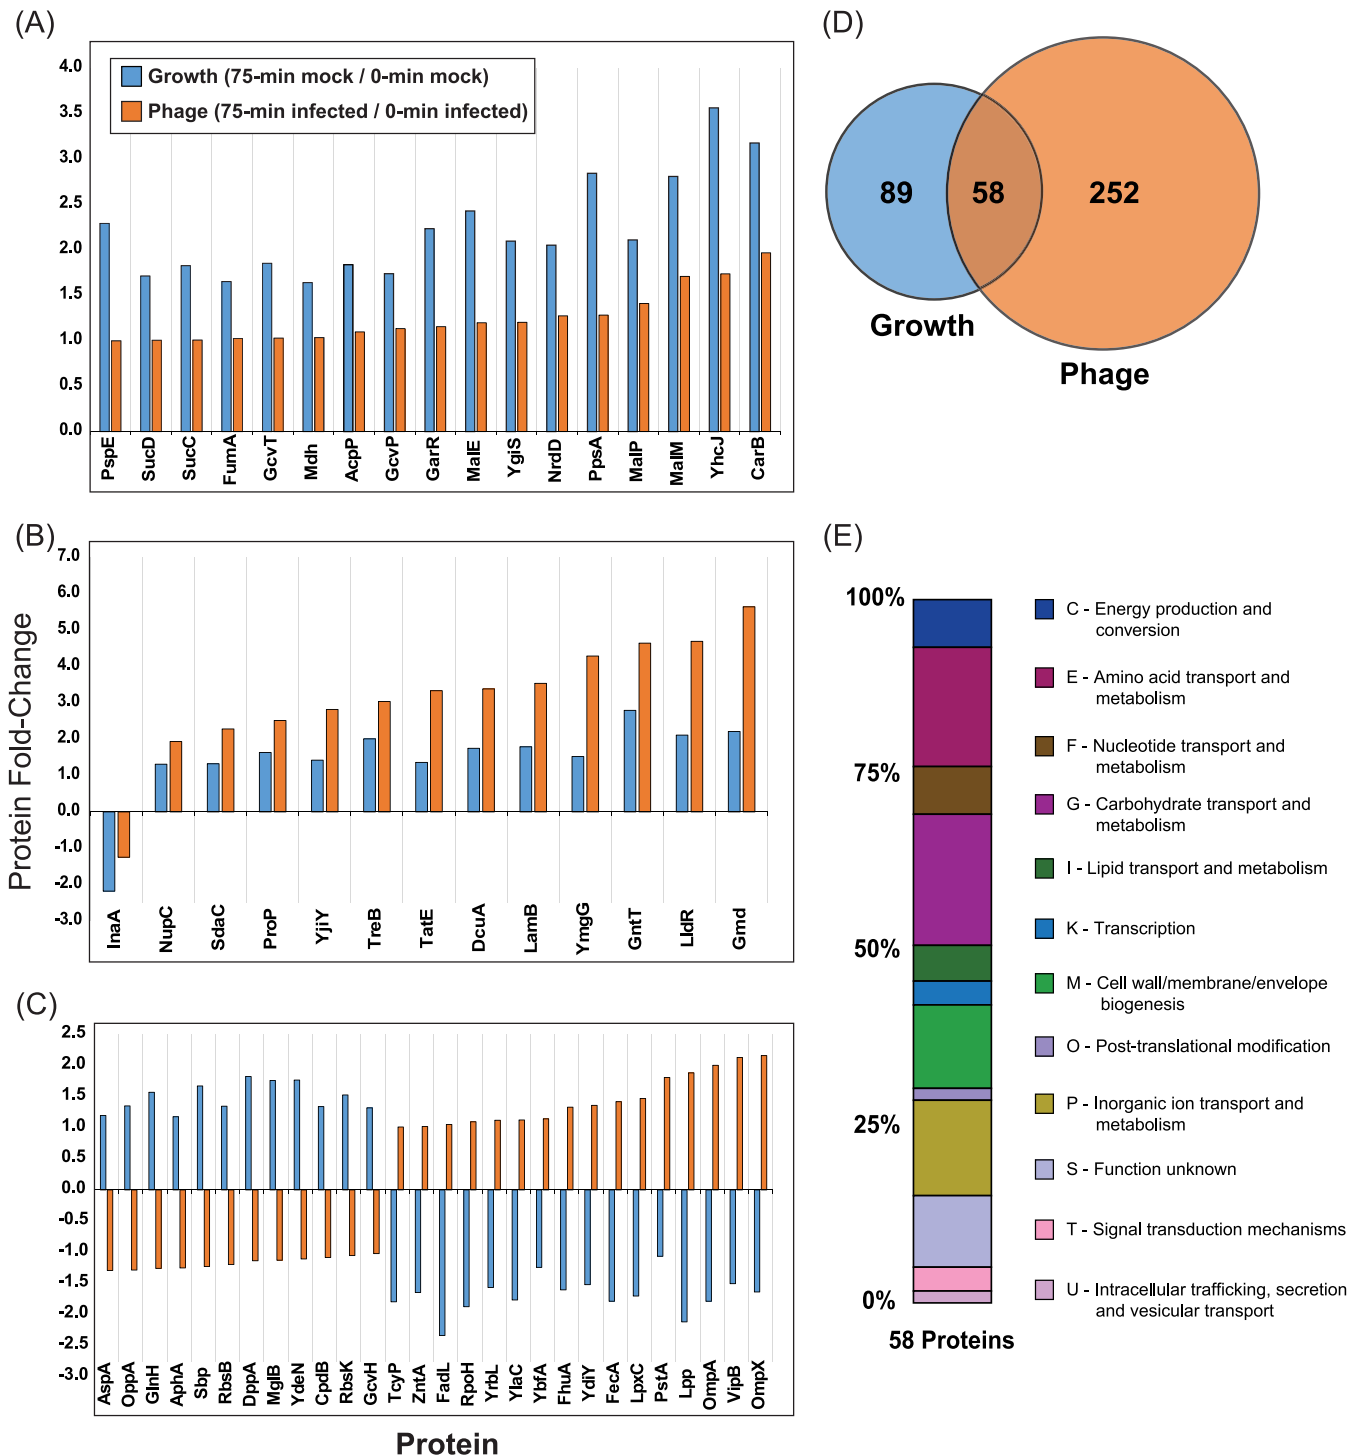 (A)
4.0
3.5
3.0
2.5
2.0
1.5
1.0
0.5
0.0
Growth (75-min mock / 0-min mock)
Phage (75-min infected / 0-min infected)
PspE
SucD
SucC
FumA
GcvT
Mdh
AcpP
GcvP
GarR
MalE
YgiS
NrdD
PpsA
MalP
MalM
YhcJ
CarB
(D)
89
58
252
Growth
Phage
(B)
Protein Fold-Change
7.0
6.0
5.0
4.0
3.0
2.0
1.0
0.0
-1.0
-2.0
-3.0
InaA
NupC
SdaC
ProP
YjiY
TreB
TatE
DcuA
LamB
YmgG
GntT
LldR
Gmd
(C)
2.5
2.0
1.5
1.0
0.5
0.0
-0.5
-1.0
-1.5
-2.0
-2.5
-3.0
AspA
OppA
GlnH
AphA
Sbp
RbsB
DppA
MglB
YdeN
CpdB
RbsK
GcvH
TcyP
ZntA
FadL
RpoH
YrbL
YlaC
YbfA
FhuA
YdiY
FecA
LpxC
PstA
Lpp
OmpA
VipB
OmpX
Protein
(E)
100%
75%
50%
25%
0%
58 Proteins
C - Energy production and
conversion
E - Amino acid transport and
metabolism
F - Nucleotide transport and
metabolism
G - Carbohydrate transport and
metabolism
I - Lipid transport and metabolism
K - Transcription
M - Cell wall/membrane/envelope
biogenesis
O - Post-translational modification
P - Inorganic ion transport and
metabolism
S - Function unknown
T - Signal transduction mechanisms
U - Intracellular trafficking, secretion
and vesicular transport